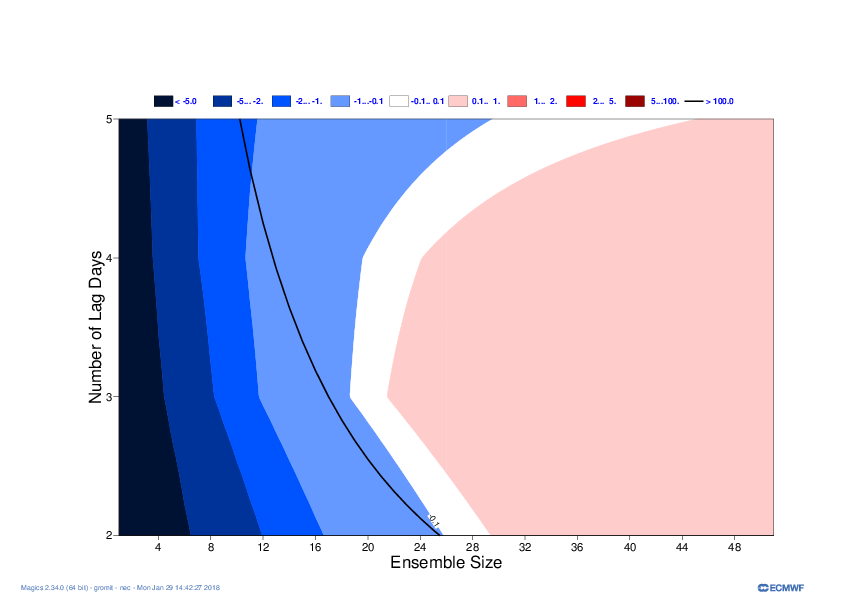 < -5.0 -5... -2. -2... -1. -1...-0.1 -0.1.. 0.1 0.1.. 1. 1... 2. 2... 5. 5...100. > 100.0
5
4
3
2
Number of Lag Days
-0.1
4 8 12 16 20 24 28 32 36 40 44 48
Ensemble Size
Magics 2.34.0 (64 bit) - gromit - nec - Mon Jan 29 14:42:27 2018
ECMWF